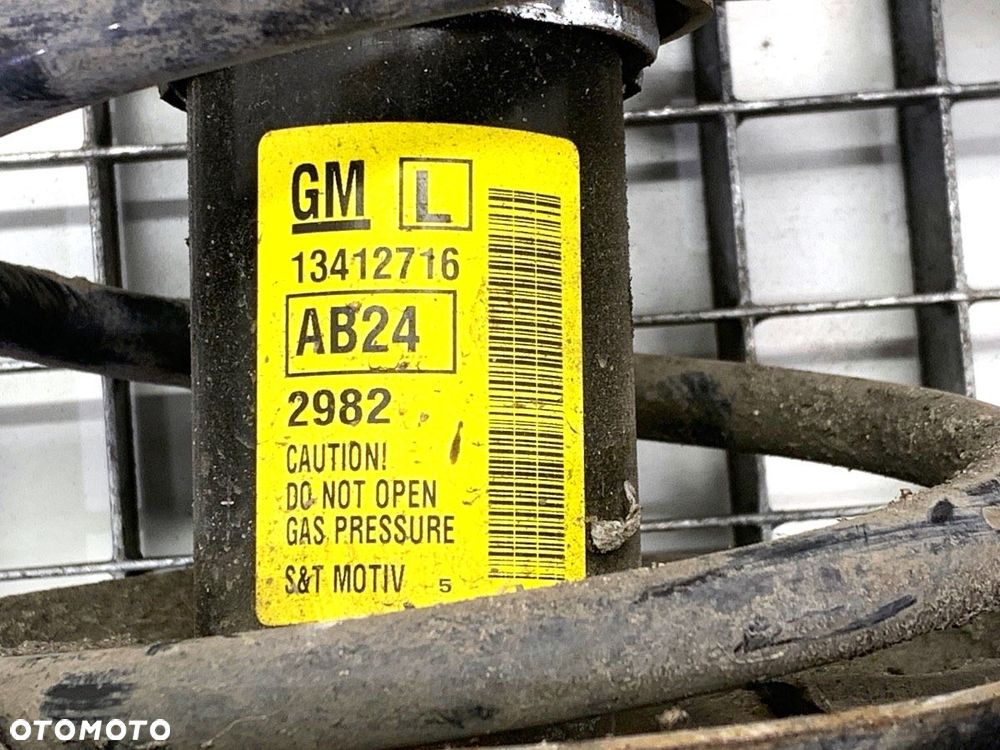 GM L
13412716
AB24
2982
CAUTION!
DO NOT OPEN
GAS PRESSURE
S&T MOTIV 5
OTOMOTO